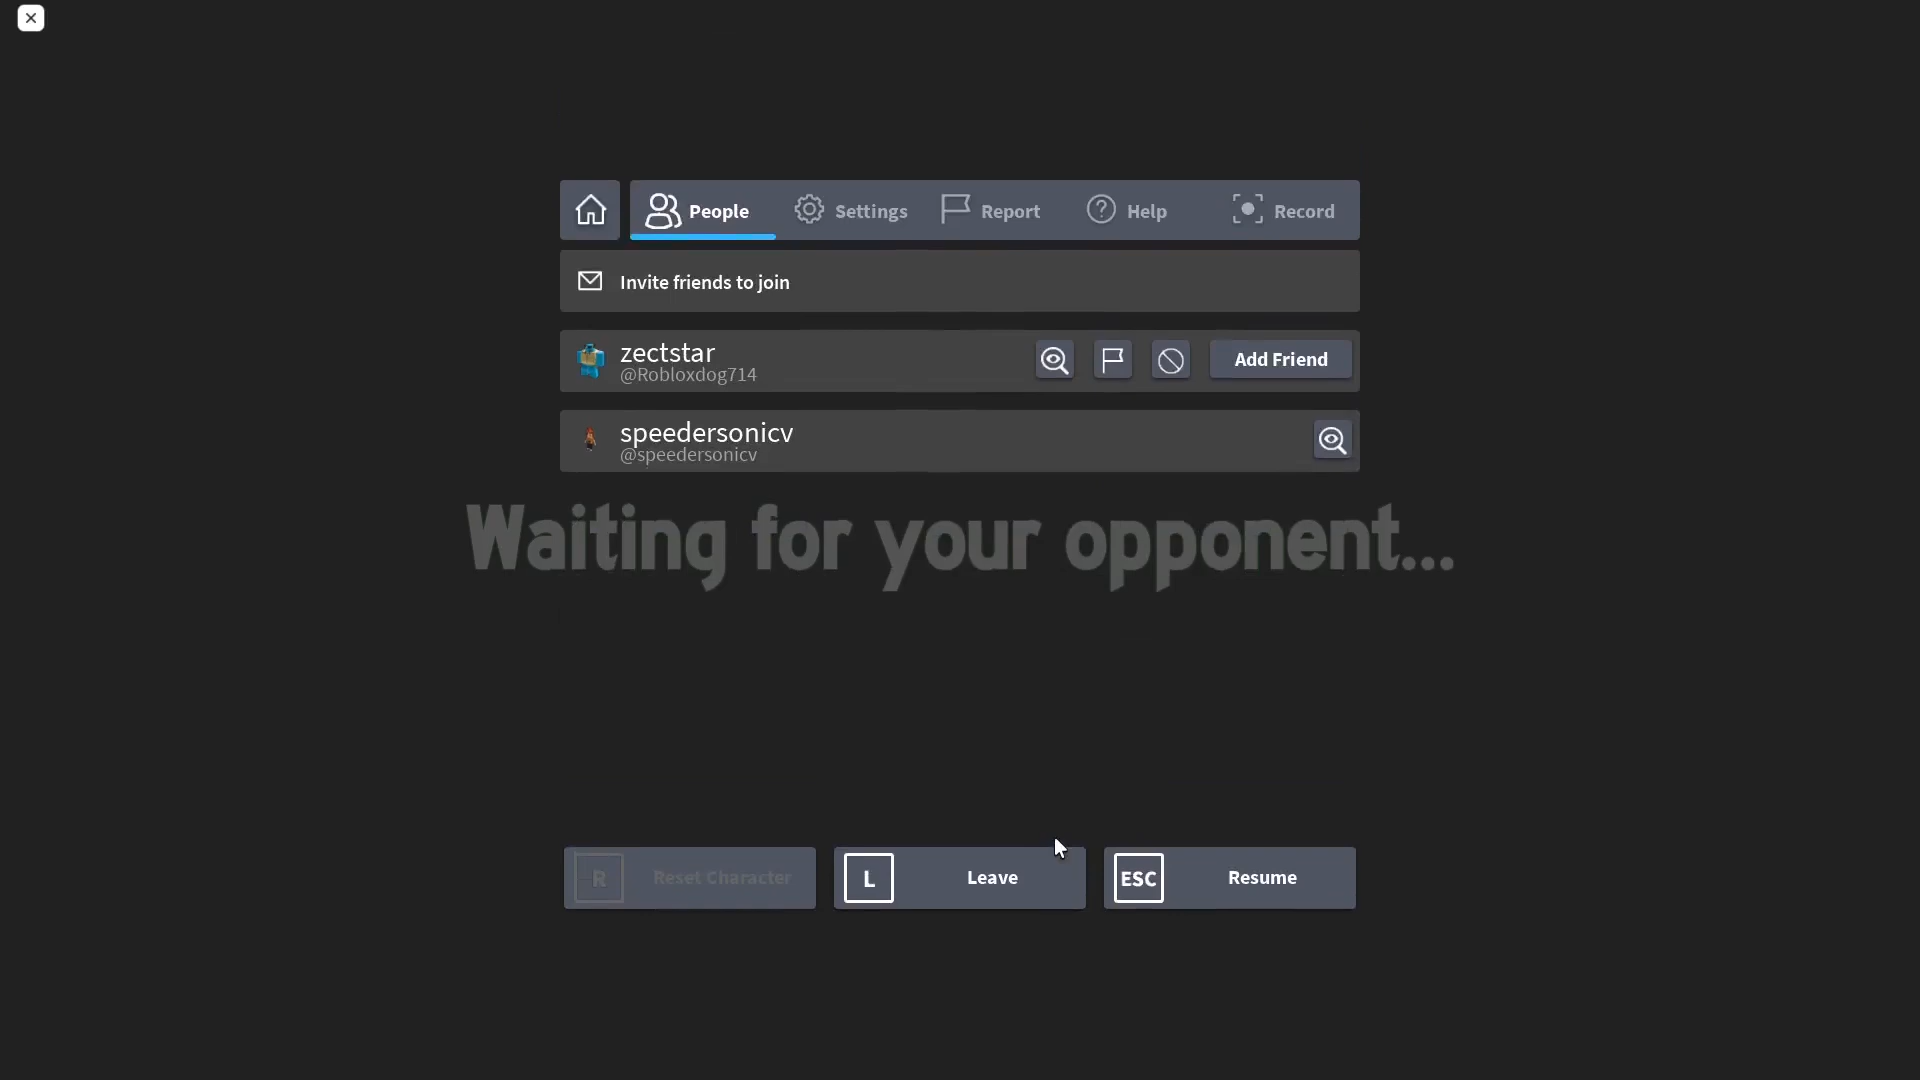 People
Settings
Report
Help
Record
Invite friends to join
zectstar
@Robloxdog714
Add Friend
speedersonicv
@speedersonicv
Waiting for your opponent...
R
Reset Character
L
Leave
ESC
Resume